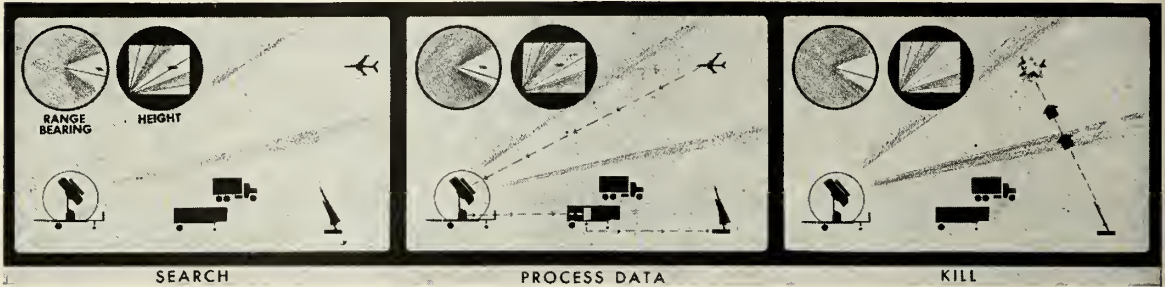 RANGE
BEARING
HEIGHT
SEARCH
PROCESS DATA
KILL